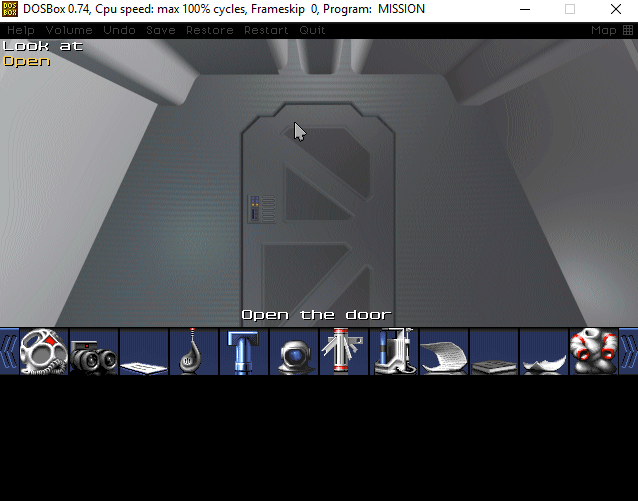 DOSBox 0.74, Cpu speed: max 100% cycles, Frameskip 0, Program: MISSION
Help Volume Undo Save Restore Restart Quit Map
Look at
Open
Open the door